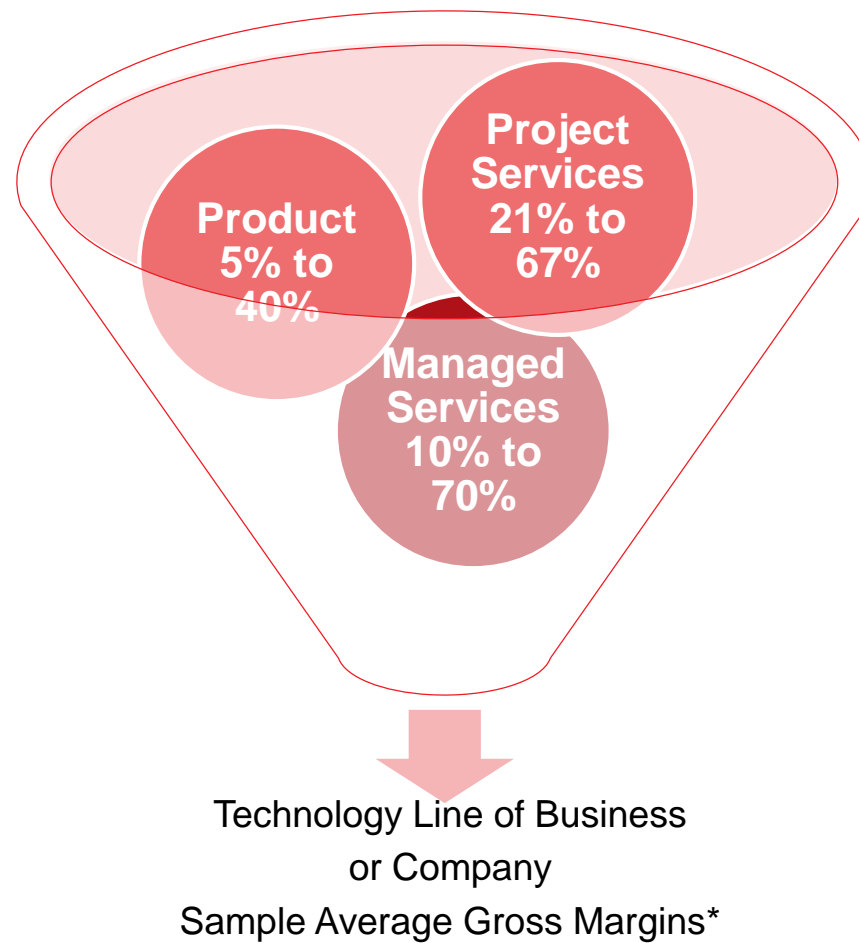 Product
5% to
40%
Project
Services
21% to
67%
Managed
Services
10% to
70%
Technology Line of Business
or Company
Sample Average Gross Margins*